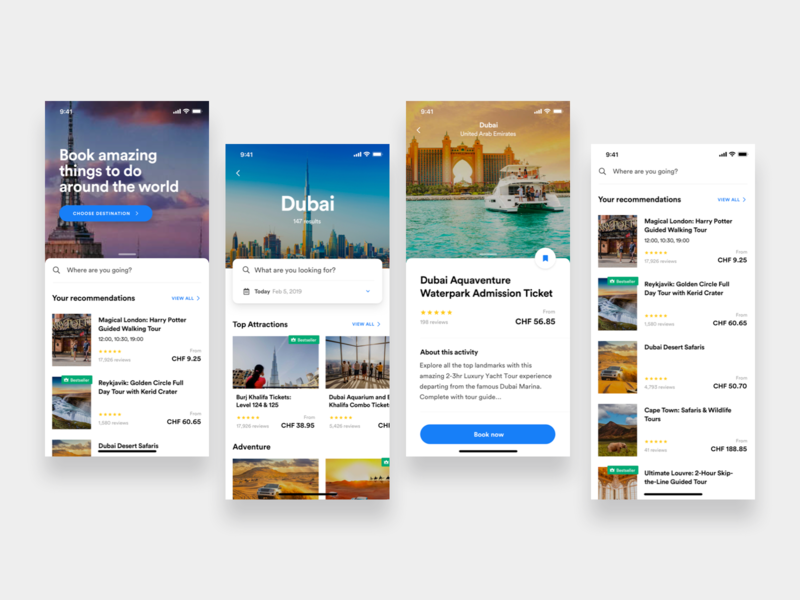 9:41
Book amazing
things to do
around the world
CHOOSE DESTINATION
Where are you going?
Your recommendations
VIEW ALL
Magical London: Harry Potter
Guided Walking Tour
12:00, 10:30, 19:00
17,926 reviews
From
CHF 9.25
Bestseller
Reykjavik: Golden Circle Full
Day Tour with Kerid Crater
1,580 reviews
From
CHF 60.65
Dubai Desert Safaris
9:41
Dubai
147 results
What are you looking for?
Today Feb 5, 2019
Top Attractions
VIEW ALL
Bestseller
Burj Khalifa Tickets:
Level 124 & 125
17,926 reviews
From
CHF 38.95
Dubai Aquarium and B
Khalifa Combo Ticket
5,426 reviews
CH
Adventure
9:41
Dubai
United Arab Emirates
Dubai Aquaventure
Waterpark Admission Ticket
198 reviews
From
CHF 56.85
About this activity
Explore all the top landmarks with this
amazing 2-3hr Luxury Yacht Tour experience
departing from the famous Dubai Marina.
Complete with tour guide...
Book now
9:41
Where are you going?
Your recommendations
VIEW ALL
Magical London: Harry Potter
Guided Walking Tour
12:00, 10:30, 19:00
17,926 reviews
From
CHF 9.25
Bestseller
Reykjavik: Golden Circle Full
Day Tour with Kerid Crater
1,580 reviews
From
CHF 60.65
Dubai Desert Safaris
4,793 reviews
From
CHF 50.70
Cape Town: Safaris & Wildlife
Tours
41 reviews
From
CHF 188.85
Bestseller
Ultimate Louvre: 2-Hour Skip-
the-Line Guided Tour